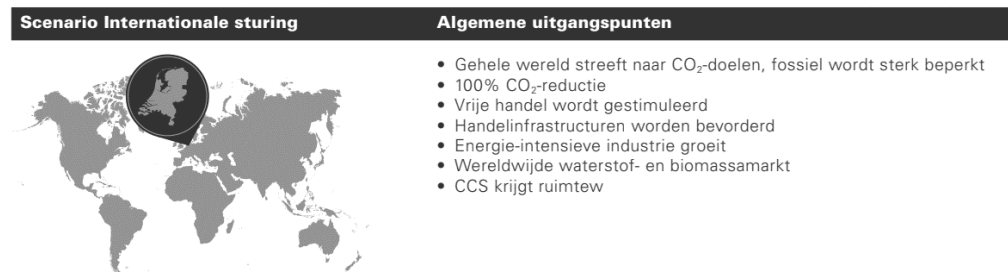 Scenario Internationale sturing
Algemene uitgangspunten
• Gehele wereld streeft naar CO₂-doelen, fossiel wordt sterk beperkt
• 100% CO₂-reductie
• Vrije handel wordt gestimuleerd
• Handelinfrastructuren worden bevorderd
• Energie-intensieve industrie groeit
• Wereldwijde waterstof- en biomassamarkt
• CCS krijgt ruimtew